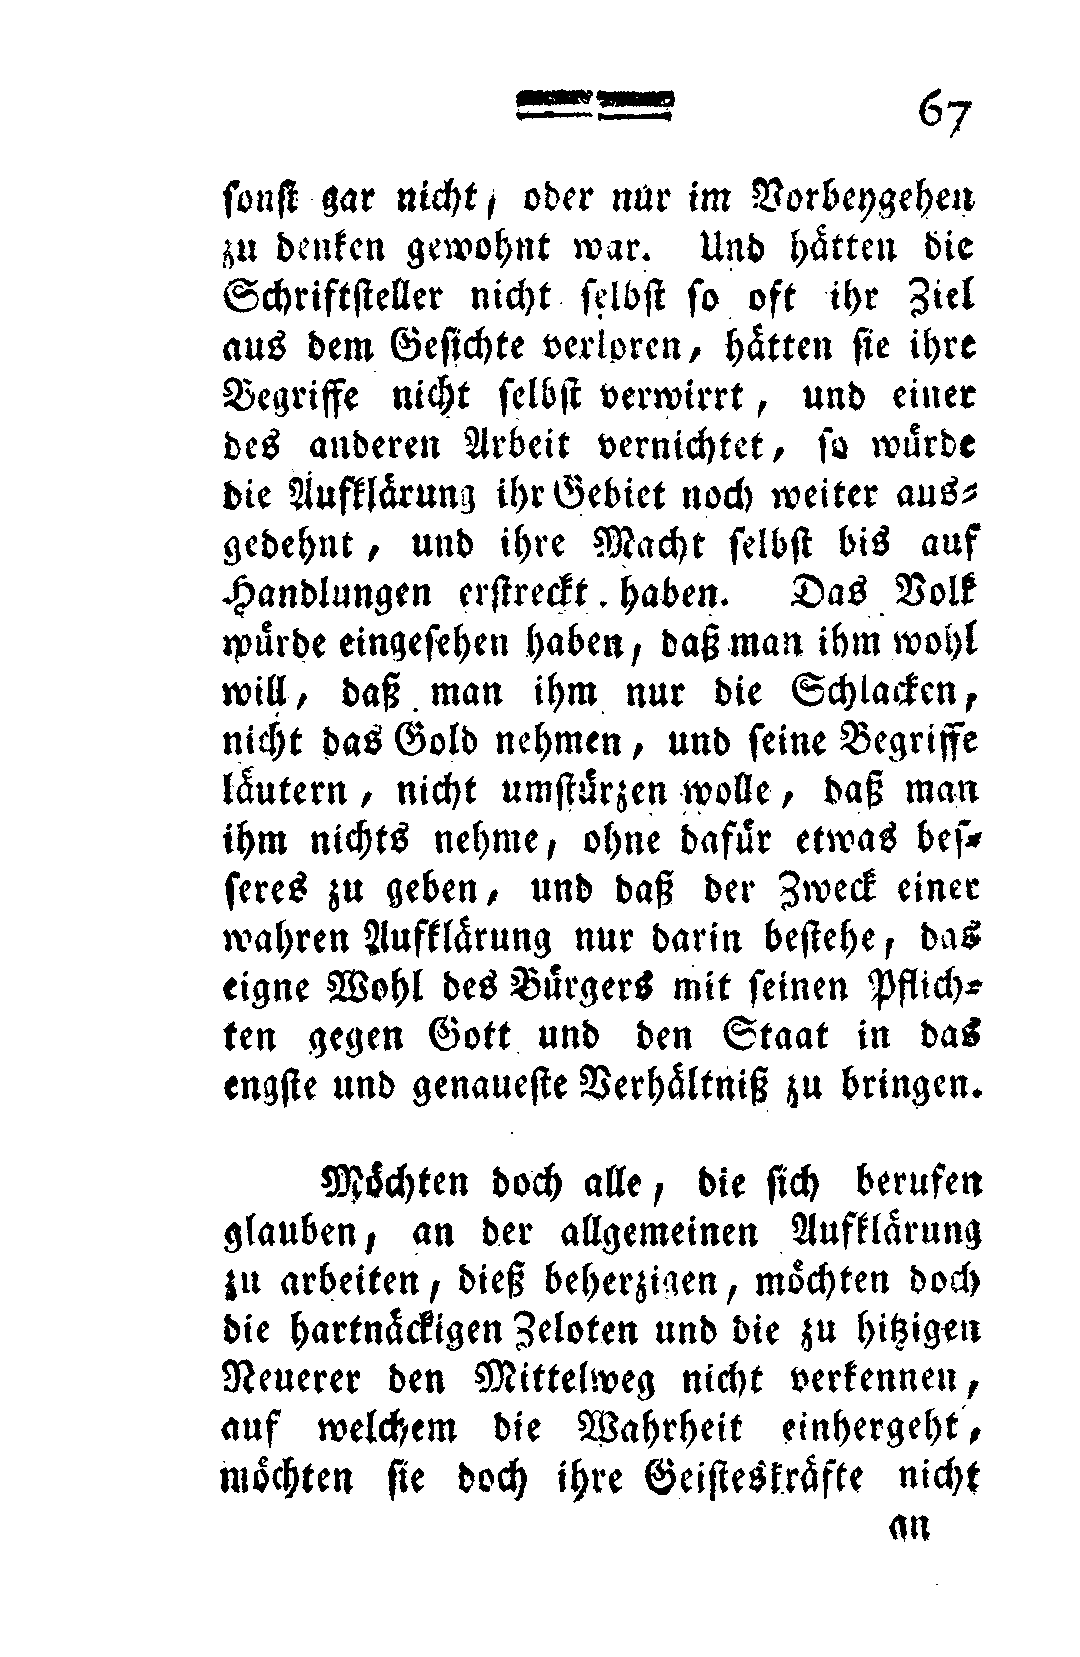 67
sonst gar nicht, oder nur im Vorbeygehen
zu denken gewohnt war. Und hätten die
Schriftsteller nicht selbst so oft ihr Ziel
aus dem Gesichte verloren, hätten sie ihre
Begriffe nicht selbst verwirrt, und einer
des anderen Arbeit vernichtet, so würde
die Aufklärung ihr Gebiet noch weiter aus-
gedehnt, und ihre Macht selbst bis auf
Handlungen erstreckt haben. Das Volk
würde eingesehen haben, daß man ihm wohl
will, daß man ihm nur die Schlacken,
nicht das Gold nehmen, und seine Begriffe
läutern, nicht umstürzen wolle, daß man
ihm nichts nehme, ohne dafür etwas bes-
seres zu geben, und daß der Zweck einer
wahren Aufklärung nur darin bestehe, das
eigne Wohl des Bürgers mit seinen Pflich-
ten gegen Gott und den Staat in das
engste und genaueste Verhältniß zu bringen.
Möchten doch alle, die sich berufen
glauben, an der allgemeinen Aufklärung
zu arbeiten, dieß beherzigen, möchten doch
die hartnäckigen Zeloten und die zu hitzigen
Neuerer den Mittelweg nicht verkennen,
auf welchem die Wahrheit einhergeht,
möchten sie doch ihre Geisteskräfte nicht
an